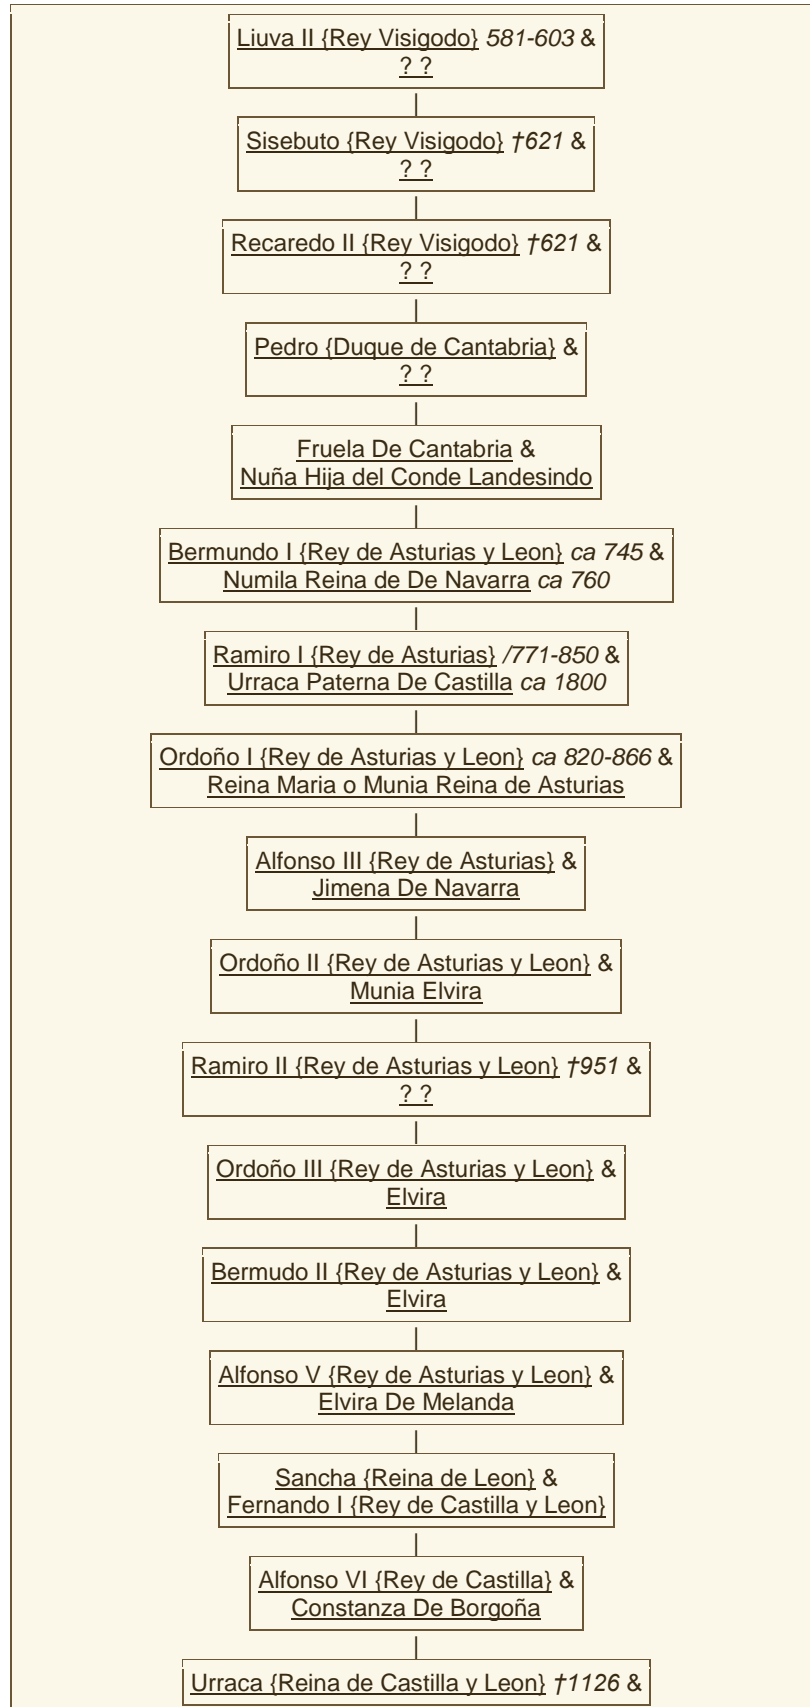 Liuva II {Rey Visigodo} 581-603 &
? ?
Sisebuto {Rey Visigodo} †621 &
? ?
Recaredo II {Rey Visigodo} †621 &
? ?
Pedro {Duque de Cantabria} &
? ?
Fruela De Cantabria &
Nuña Hija del Conde Landesindo
Bermundo I {Rey de Asturias y Leon} ca 745 &
Numila Reina de De Navarra ca 760
Ramiro I {Rey de Asturias} /771-850 &
Urraca Paterna De Castilla ca 1800
Ordoño I {Rey de Asturias y Leon} ca 820-866 &
Reina Maria o Munia Reina de Asturias
Alfonso III {Rey de Asturias} &
Jimena De Navarra
Ordoño II {Rey de Asturias y Leon} &
Munia Elvira
Ramiro II {Rey de Asturias y Leon} †951 &
? ?
Ordoño III {Rey de Asturias y Leon} &
Elvira
Bermudo II {Rey de Asturias y Leon} &
Elvira
Alfonso V {Rey de Asturias y Leon} &
Elvira De Melanda
Sancha {Reina de Leon} &
Fernando I {Rey de Castilla y Leon}
Alfonso VI {Rey de Castilla} &
Constanza De Borgoña
Urraca {Reina de Castilla y Leon} †1126 &